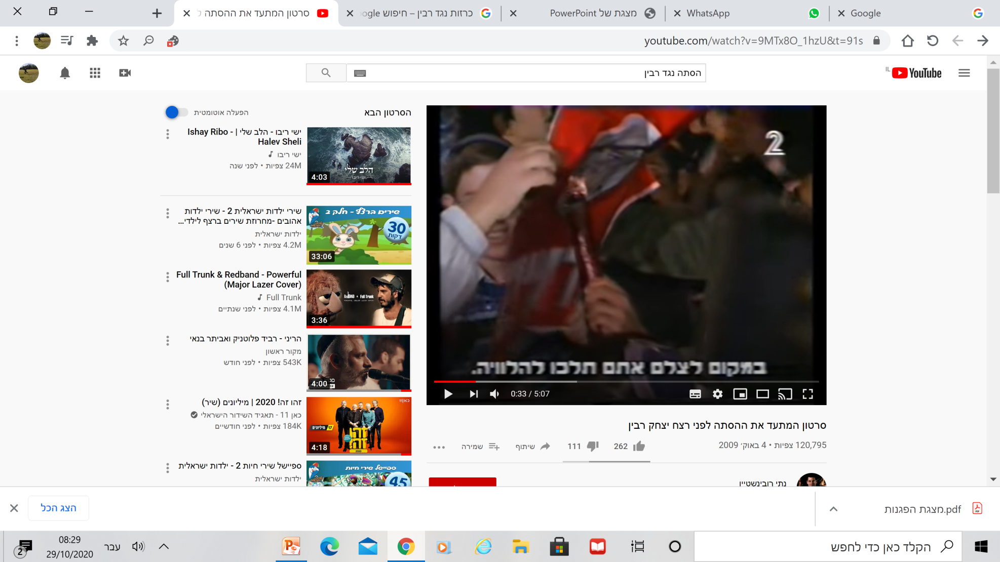 סרטון המתעד את ההסתה
כרזות נגד רבין – חיפוש
מצגת של PowerPoint
WhatsApp
Google
youtube.com/watch?v=9MTx8O_1hzU&t=91s
YouTube IL
הסתה נגד רבין
2
במקום לצלם אתם תלכו להלוויה.
0:33 / 5:07
סרטון המתעד את ההסתה לפני רצח יצחק רבין
120,795 צפיות • 4 באוק׳ 2009
262
111
שיתוף
שמירה
נתי רובינשטיין
הסרטון הבא
הפעלה אוטומטית
הלב שלי
ישי ריבו
4:03
ישי ריבו - הלב שלי | Ishay Ribo -
Halev Sheli
ישי ריבו
24M צפיות • לפני שנה
שירים ברצף - חלק 2
30
דקות
33:06
שירי ילדות ישראלית 2 - שירי ילדות
אהובים -מחרוזת שירים ברצף לילדי...
ילדות ישראלית
4.2M צפיות • לפני 6 שנים
RedBand & Full Trunk
3:36
Full Trunk & Redband - Powerful
(Major Lazer Cover)
Full Trunk
4.1M צפיות • לפני שנתיים
4:00
הריני - רביד פלוטניק ואביתר בנאי
מקור ראשון
543K צפיות • לפני חודש
כאן 11
17 מיליונים
זהו
זה!
2020
4:18
זהו זה! 2020 | מיליונים (שיר)
כאן 11 - תאגיד השידור הישראלי
184K צפיות • לפני חודשיים
ספיישל שירי חיות
45
ספיישל שירי חיות 2 - ילדות ישראלית
ילדות ישראלית
מצגת הפגנות.pdf
הצג הכל
הקלד כאן כדי לחפש
עבר
08:29
29/10/2020
2